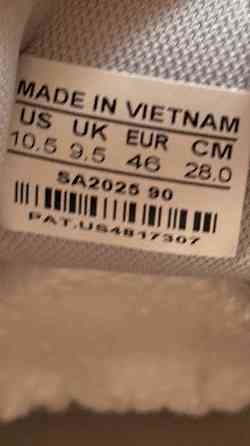 MADE IN VIETNAM
US UK EUR CM
10.5 9.5 46 28.0
SA2025 90
PAT.US4817307